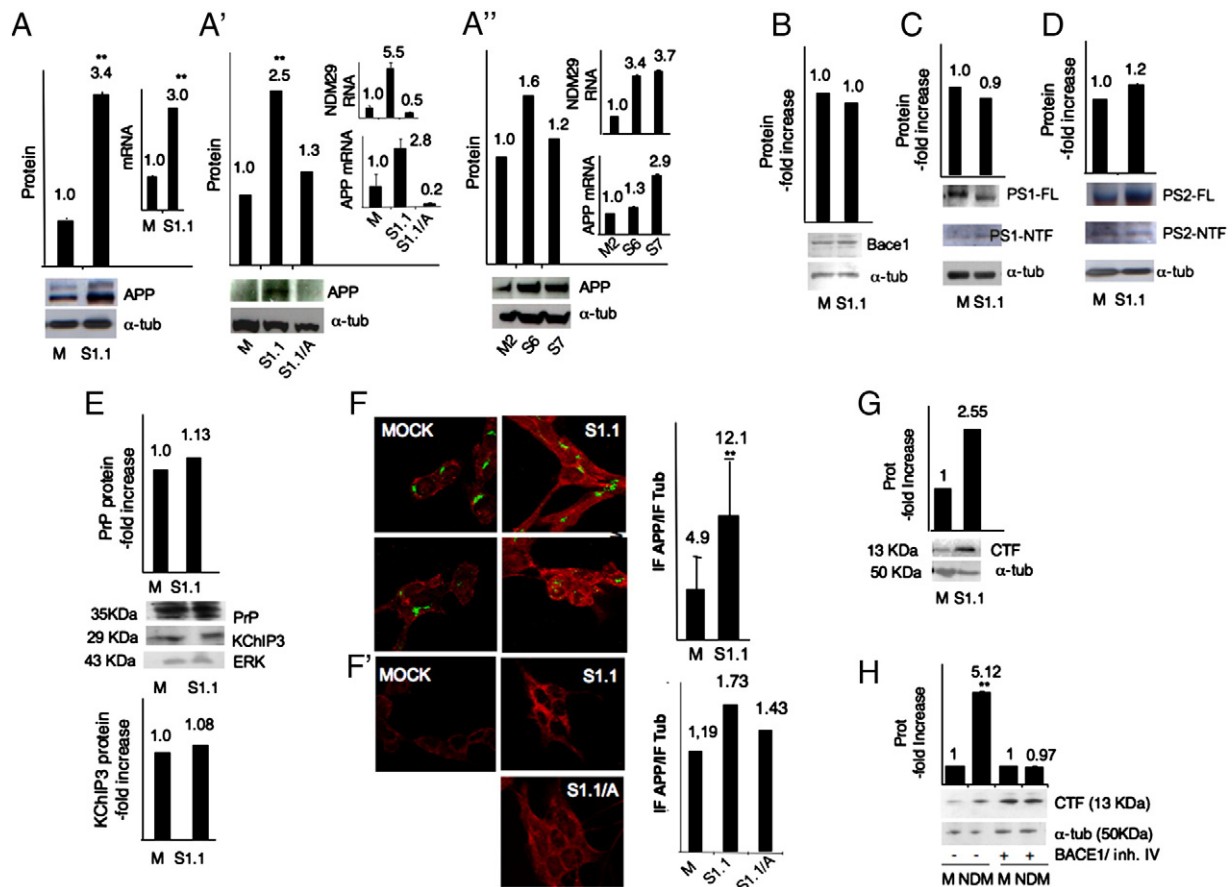 A
Protein
1.0
**
3.4
mRNA
1.0
**
3.0
M S1.1
APP
α-tub
M S1.1
A'
Protein
1.0
**
2.5
1.3
NDM29
RNA
1.0
5.5
0.5
APP mRNA
1.0
2.8
0.2
M
S1.1
S1.1/A
APP
α-tub
M
S1.1
S1.1/A
A''
Protein
1.0
1.6
1.2
NDM29
RNA
1.0
3.4
3.7
APP mRNA
1.0
1.3
2.9
M2
S6
S7
APP
α-tub
M2
S6
S7
B
Protein
-fold increase
1.0
1.0
Bace1
α-tub
M S1.1
C
Protein
-fold increase
1.0
0.9
PS1-FL
PS1-NTF
α-tub
M S1.1
D
Protein
-fold increase
1.0
1.2
PS2-FL
PS2-NTF
α-tub
M S1.1
E
PrP protein
-fold increase
1.0
1.13
M S1.1
35KDa
PrP
29 KDa
KChIP3
43 KDa
ERK
M S1.1
KChIP3 protein
-fold increase
1.0
1.08
M S1.1
F
MOCK
S1.1
IF APP/IF Tub
4.9
12.1
**
M S1.1
F'
MOCK
S1.1
S1.1/A
IF APP/IF Tub
1,19
1.73
1.43
M
S1.1
S1.1/A
G
Prot
-fold Increase
1
2.55
13 KDa
CTF
50 KDa
α-tub
M S1.1
H
Prot
-fold Increase
1
5.12
**
1
0.97
CTF (13 KDa)
α-tub (50KDa)
- - + + BACE1/ inh. IV
M NDM M NDM